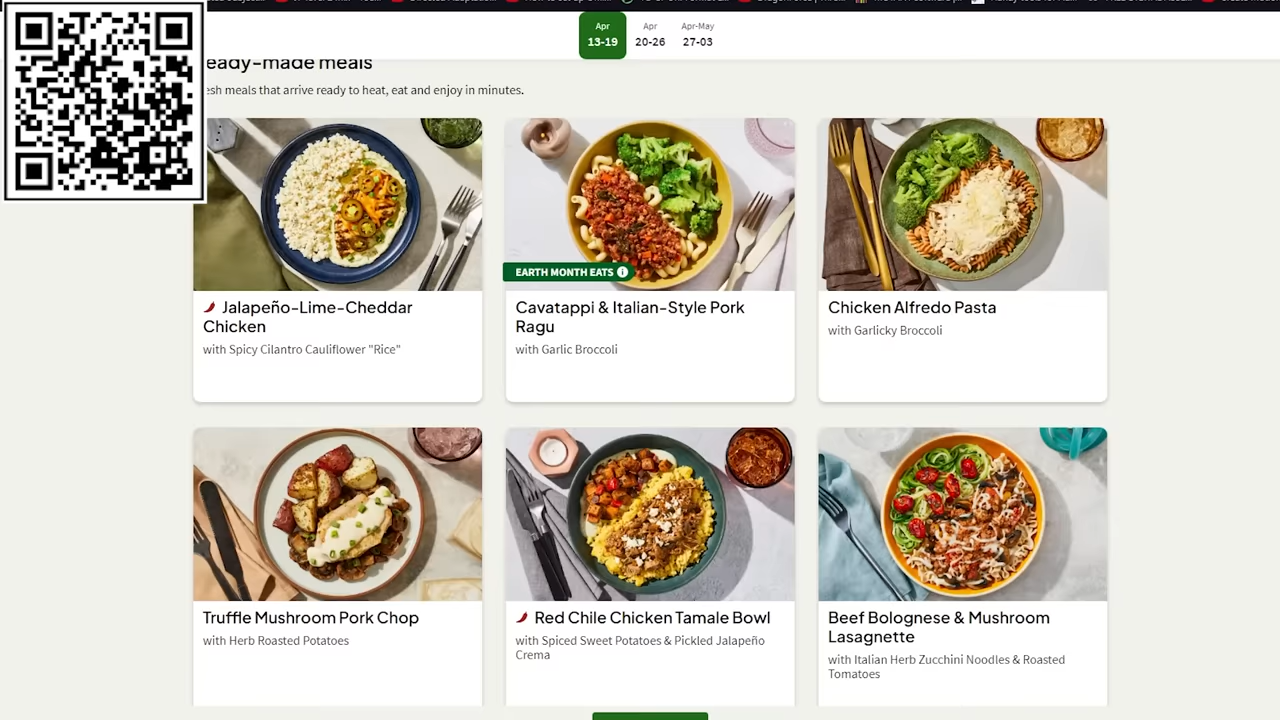 Apr
13-19
Apr
20-26
Apr-May
27-03
eady-made meals
esh meals that arrive ready to heat, eat and enjoy in minutes.
EARTH MONTH EATS
Jalapeño-Lime-Cheddar
Chicken
with Spicy Cilantro Cauliflower "Rice"
Cavatappi & Italian-Style Pork
Ragu
with Garlic Broccoli
Chicken Alfredo Pasta
with Garlicky Broccoli
Truffle Mushroom Pork Chop
with Herb Roasted Potatoes
Red Chile Chicken Tamale Bowl
with Spiced Sweet Potatoes & Pickled Jalapeño
Crema
Beef Bolognese & Mushroom
Lasagnette
with Italian Herb Zucchini Noodles & Roasted
Tomatoes